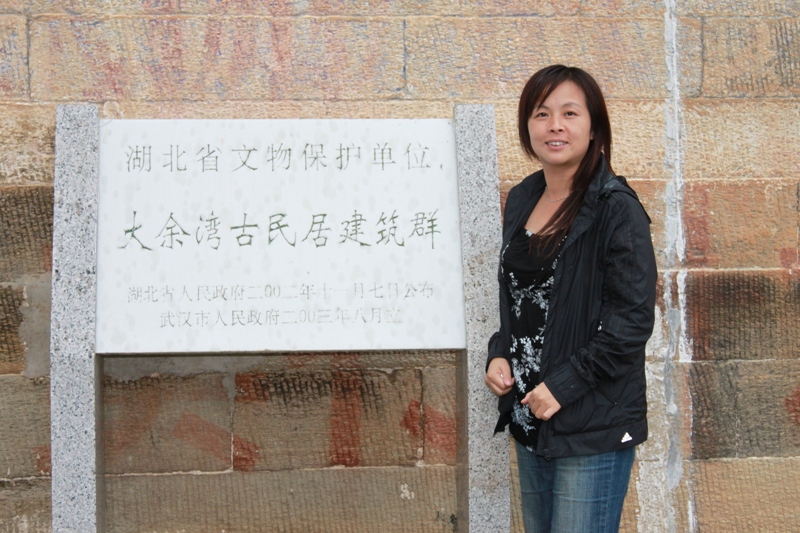 湖北省文物保护单位
大余湾古民居建筑群
湖北省人民政府二00二年十一月七日公布
武汉市人民政府二00三年八月立